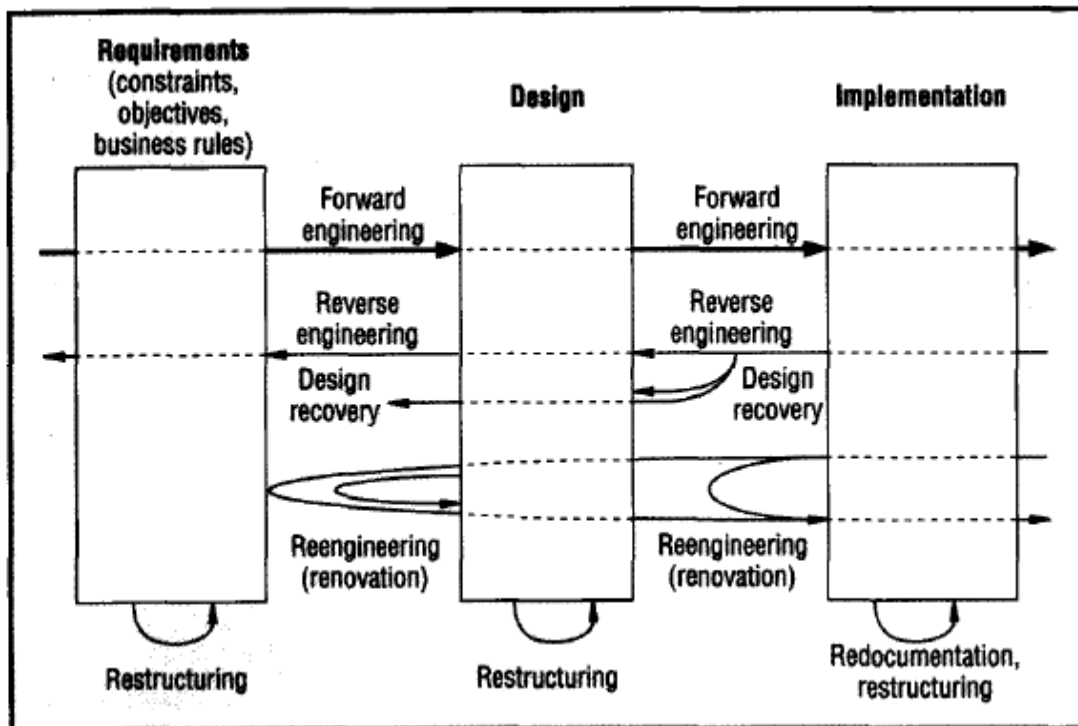 Requirements
(constraints,
objectives,
business rules)
Design
Implementation
Forward
engineering
Forward
engineering
Reverse
engineering
Reverse
engineering
Design
recovery
Design
recovery
Reengineering
(renovation)
Reengineering
(renovation)
Restructuring
Restructuring
Redocumentation,
restructuring